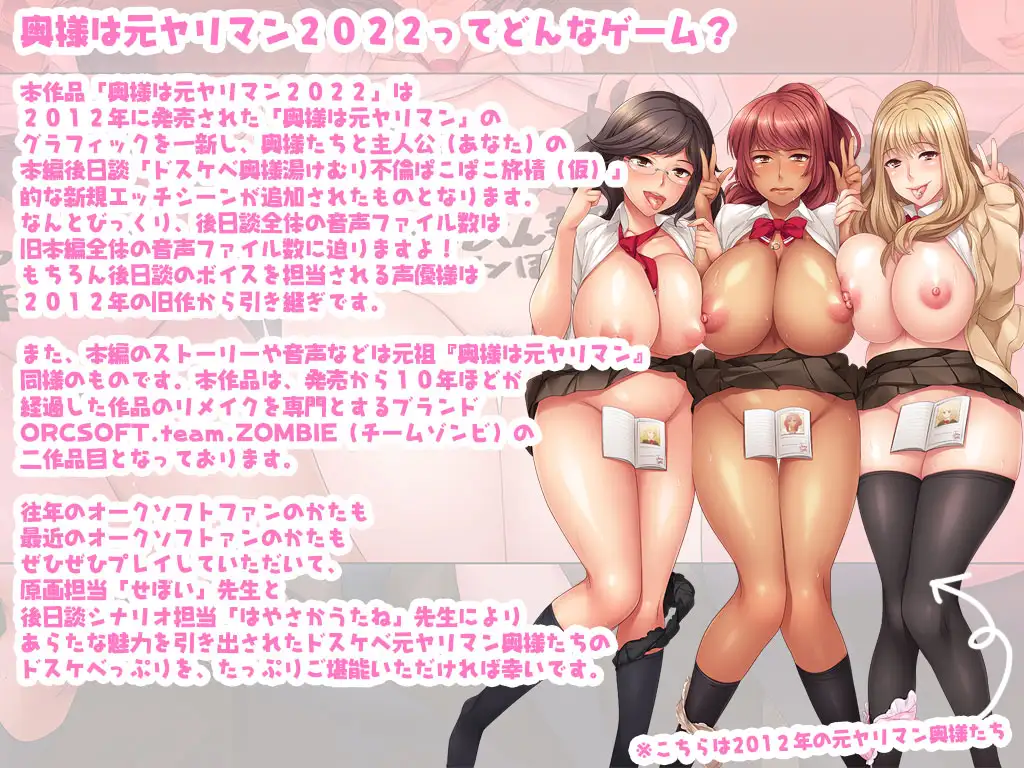 奥様は元ヤリマン2022ってどんなゲーム？
本作品「奥様は元ヤリマン2022」は
2012年に発売された「奥様は元ヤリマン」の
グラフィックを一新し、奥様たちと主人公（あなた）の
本編後日談「ドスケベ奥様湯けむり不倫ぱこぱこ旅情（仮）」
的な新規エッチシーンが追加されたものとなります。
なんとびっくり、後日談全体の音声ファイル数は
旧本編全体の音声ファイル数に迫りますよ！
もちろん後日談のボイスを担当される声優様は
2012年の旧作から引き継ぎです。
また、本編のストーリーや音声などは元祖『奥様は元ヤリマン』
同様のものです。本作品は、発売から10年ほどが
経過した作品のリメイクを専門とするブランド
ORCSOFT.team.ZOMBIE（チームゾンビ）の
二作品目となっております。
往年のオークソフトファンのかたも
最近のオークソフトファンのかたも
ぜひぜひプレイしていただいて、
原画担当「せぼい」先生と
後日談シナリオ担当「はやさかうたね」先生により
あらたな魅力を引き出されたドスケベ元ヤリマン奥様たちの
ドスケベっぷりを、たっぷりご堪能いただければ幸いです。
※こちらは2012年の元ヤリマン奥様たち